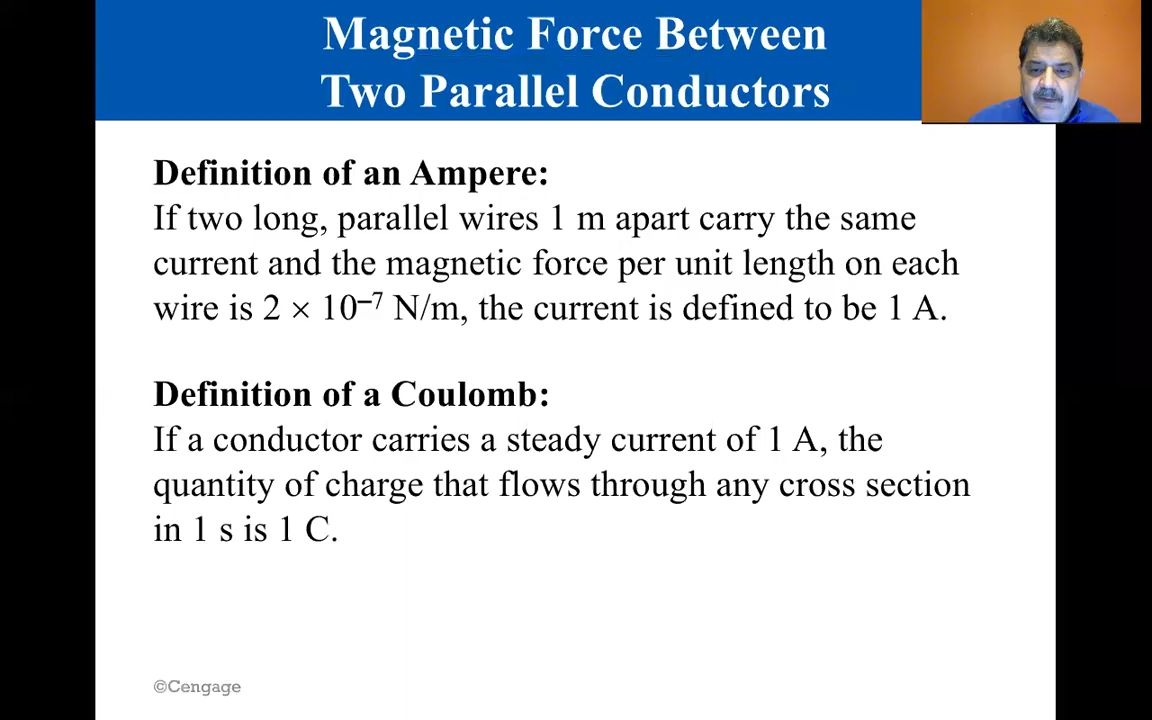 Magnetic Force Between
Two Parallel Conductors
Definition of an Ampere:
If two long, parallel wires 1 m apart carry the same
current and the magnetic force per unit length on each
wire is 2 × 10⁻⁷ N/m, the current is defined to be 1 A.
Definition of a Coulomb:
If a conductor carries a steady current of 1 A, the
quantity of charge that flows through any cross section
in 1 s is 1 C.
©Cengage